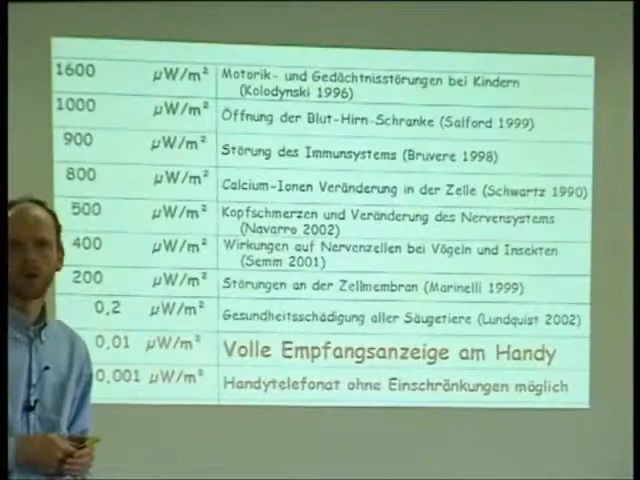 1600 µW/m² Motorik- und Gedächtnisstörungen bei Kindern
(Kolodynski 1996)
1000 µW/m² Öffnung der Blut-Hirn-Schranke (Salford 1999)
900 µW/m² Störung des Immunsystems (Bruvere 1998)
800 µW/m² Calcium-Ionen Veränderung in der Zelle (Schwartz 1990)
500 µW/m² Kopfschmerzen und Veränderung des Nervensystems
(Navarro 2002)
400 µW/m² Wirkungen auf Nervenzellen bei Vögeln und Insekten
(Semm 2001)
200 µW/m² Störungen an der Zellmembran (Marinelli 1999)
0,2 µW/m² Gesundheitsschädigung aller Säugetiere (Lundquist 2002)
0,01 µW/m² Volle Empfangsanzeige am Handy
0,001 µW/m² Handytelefonat ohne Einschränkungen möglich